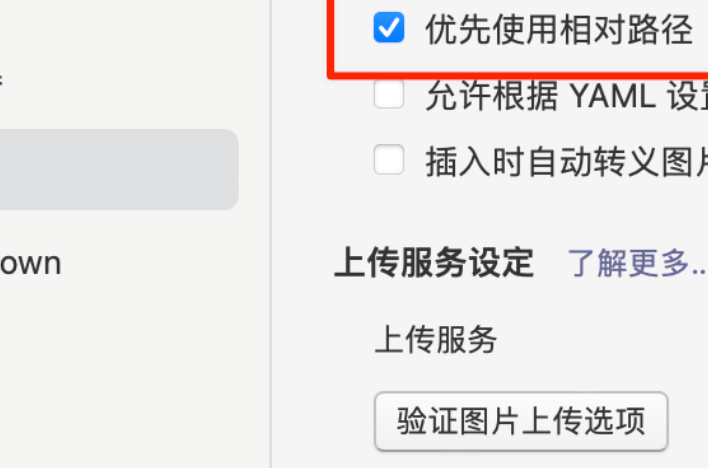 优先使用相对路径
允许根据 YAML 设
插入时自动转义图
own
上传服务设定 了解更多...
上传服务
验证图片上传选项